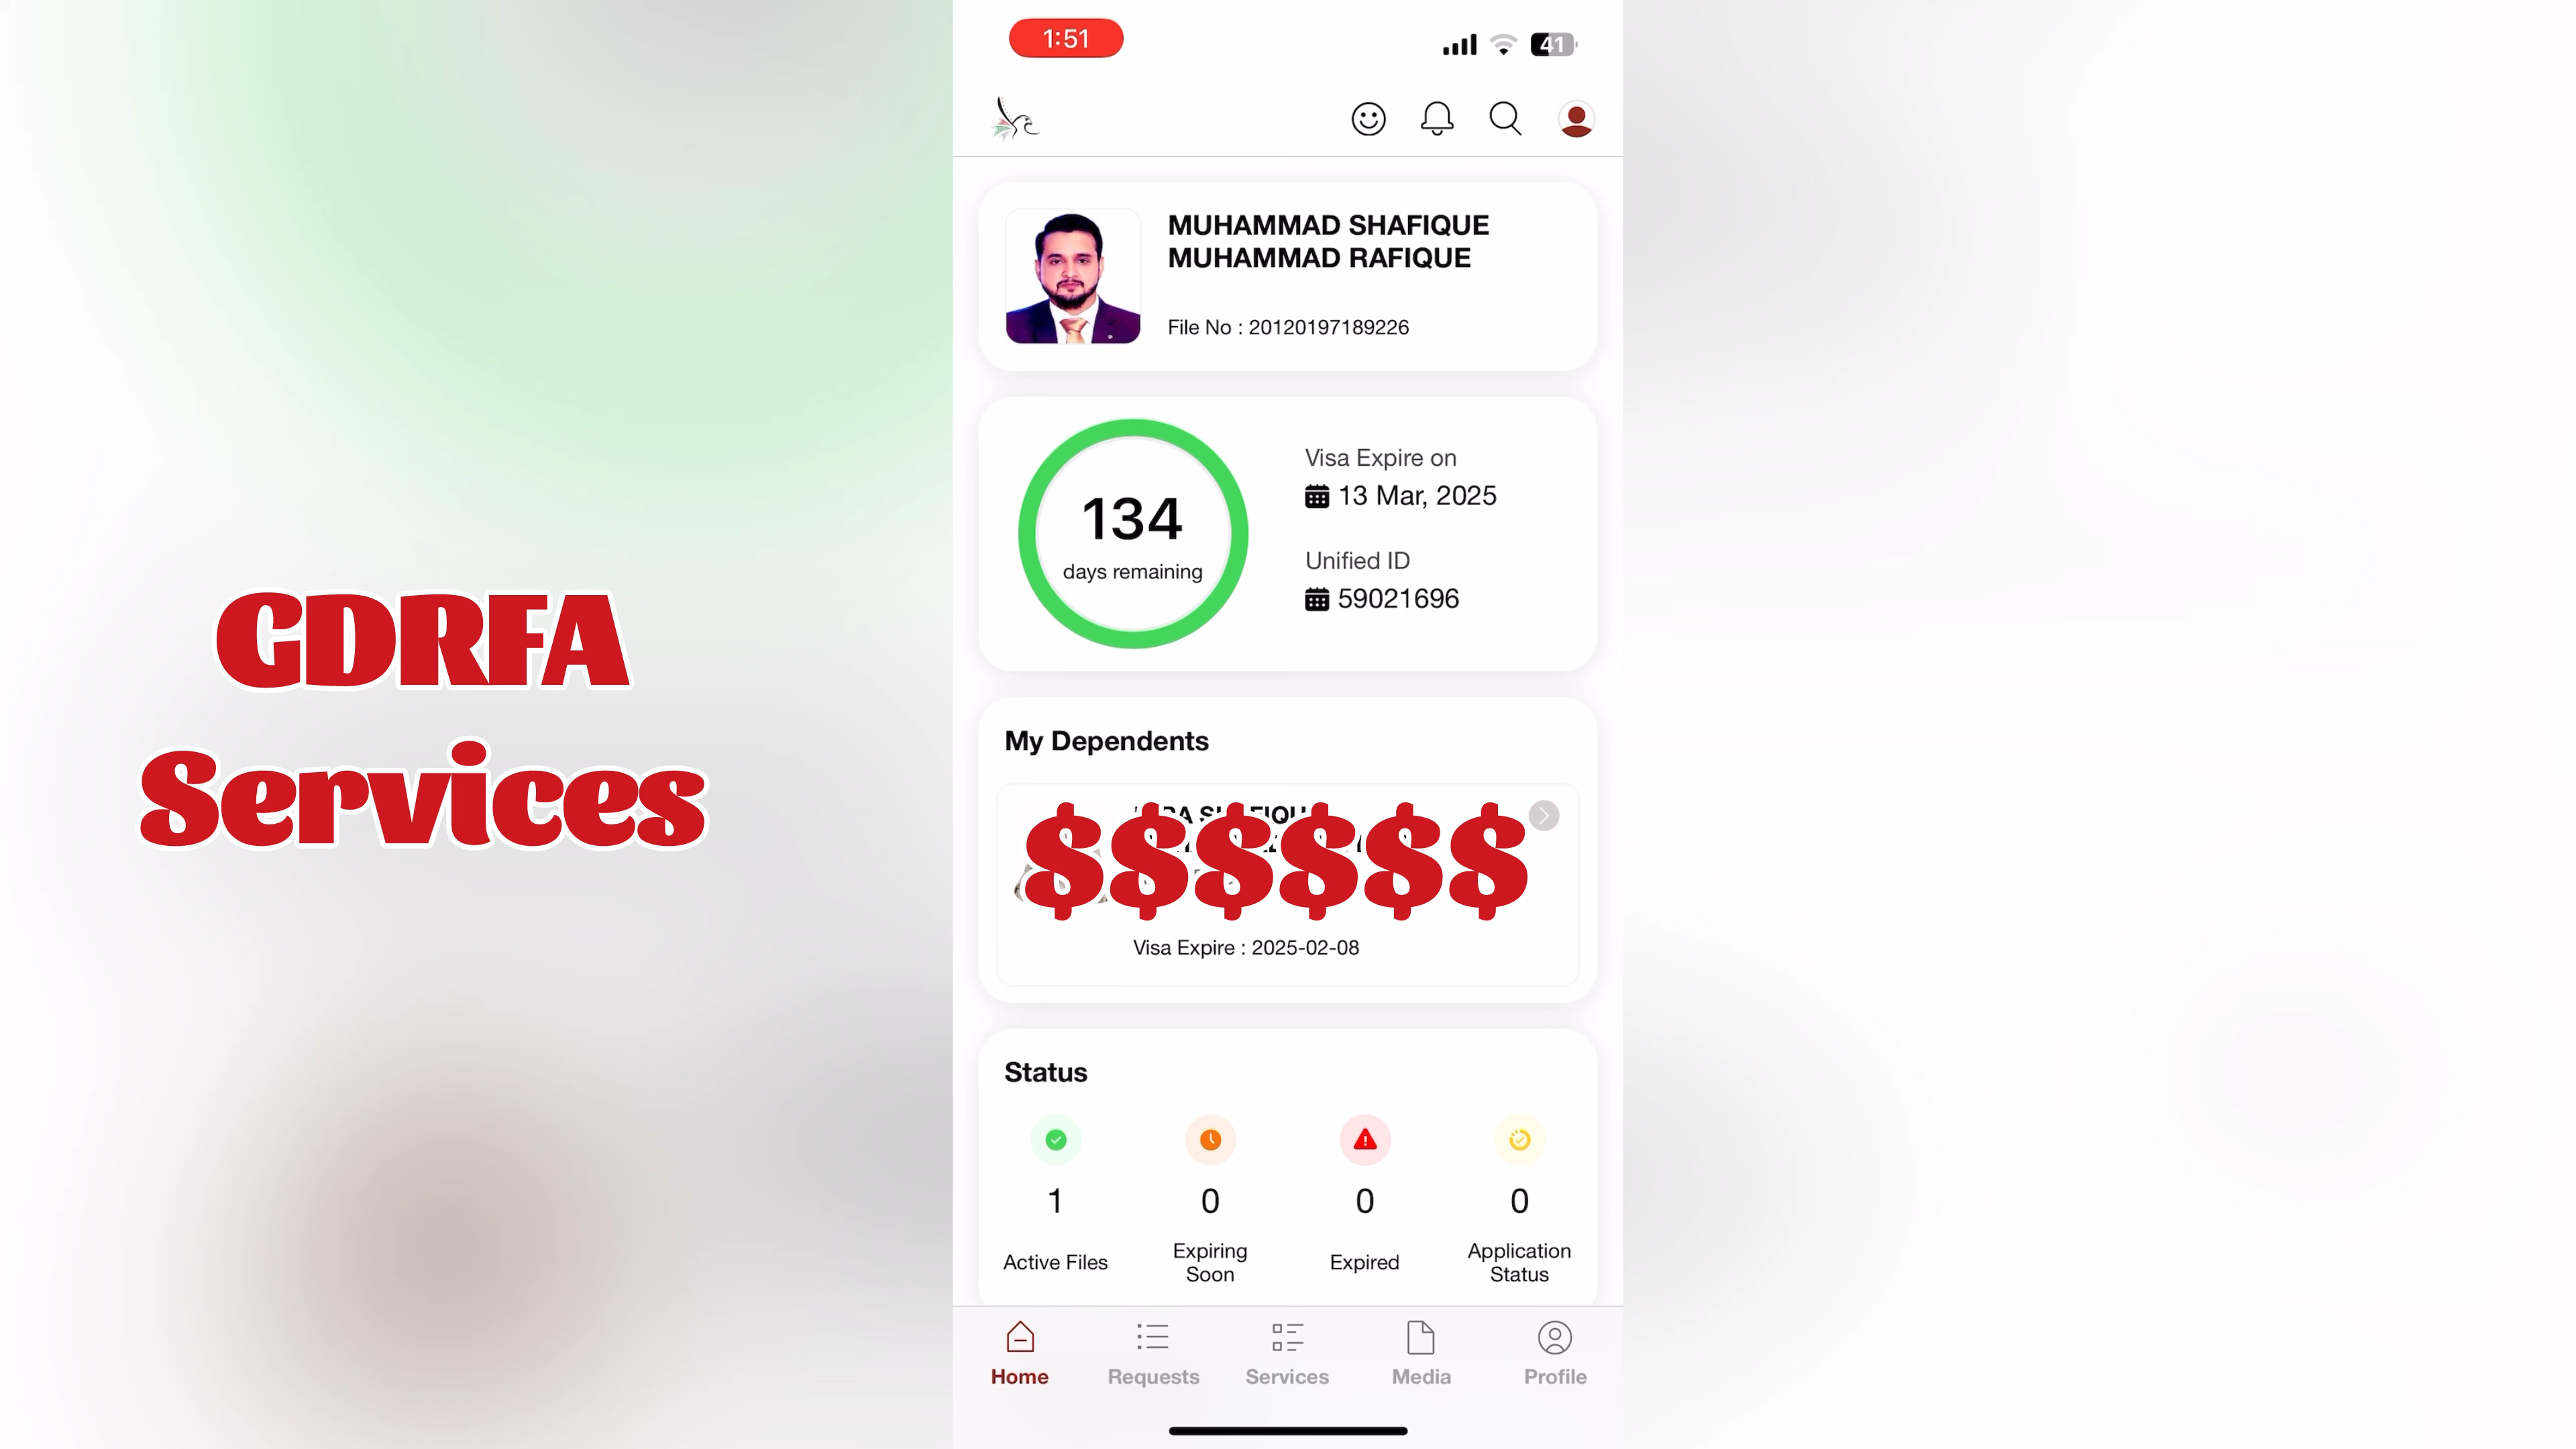 1:51
41
MUHAMMAD SHAFIQUE
MUHAMMAD RAFIQUE
File No : 20120197189226
134
days remaining
Visa Expire on
13 Mar, 2025
Unified ID
59021696
GDRFA
Services
My Dependents
$$$$$$
Visa Expire : 2025-02-08
Status
1
0
0
0
Active Files
Expiring
Soon
Expired
Application
Status
Home
Requests
Services
Media
Profile